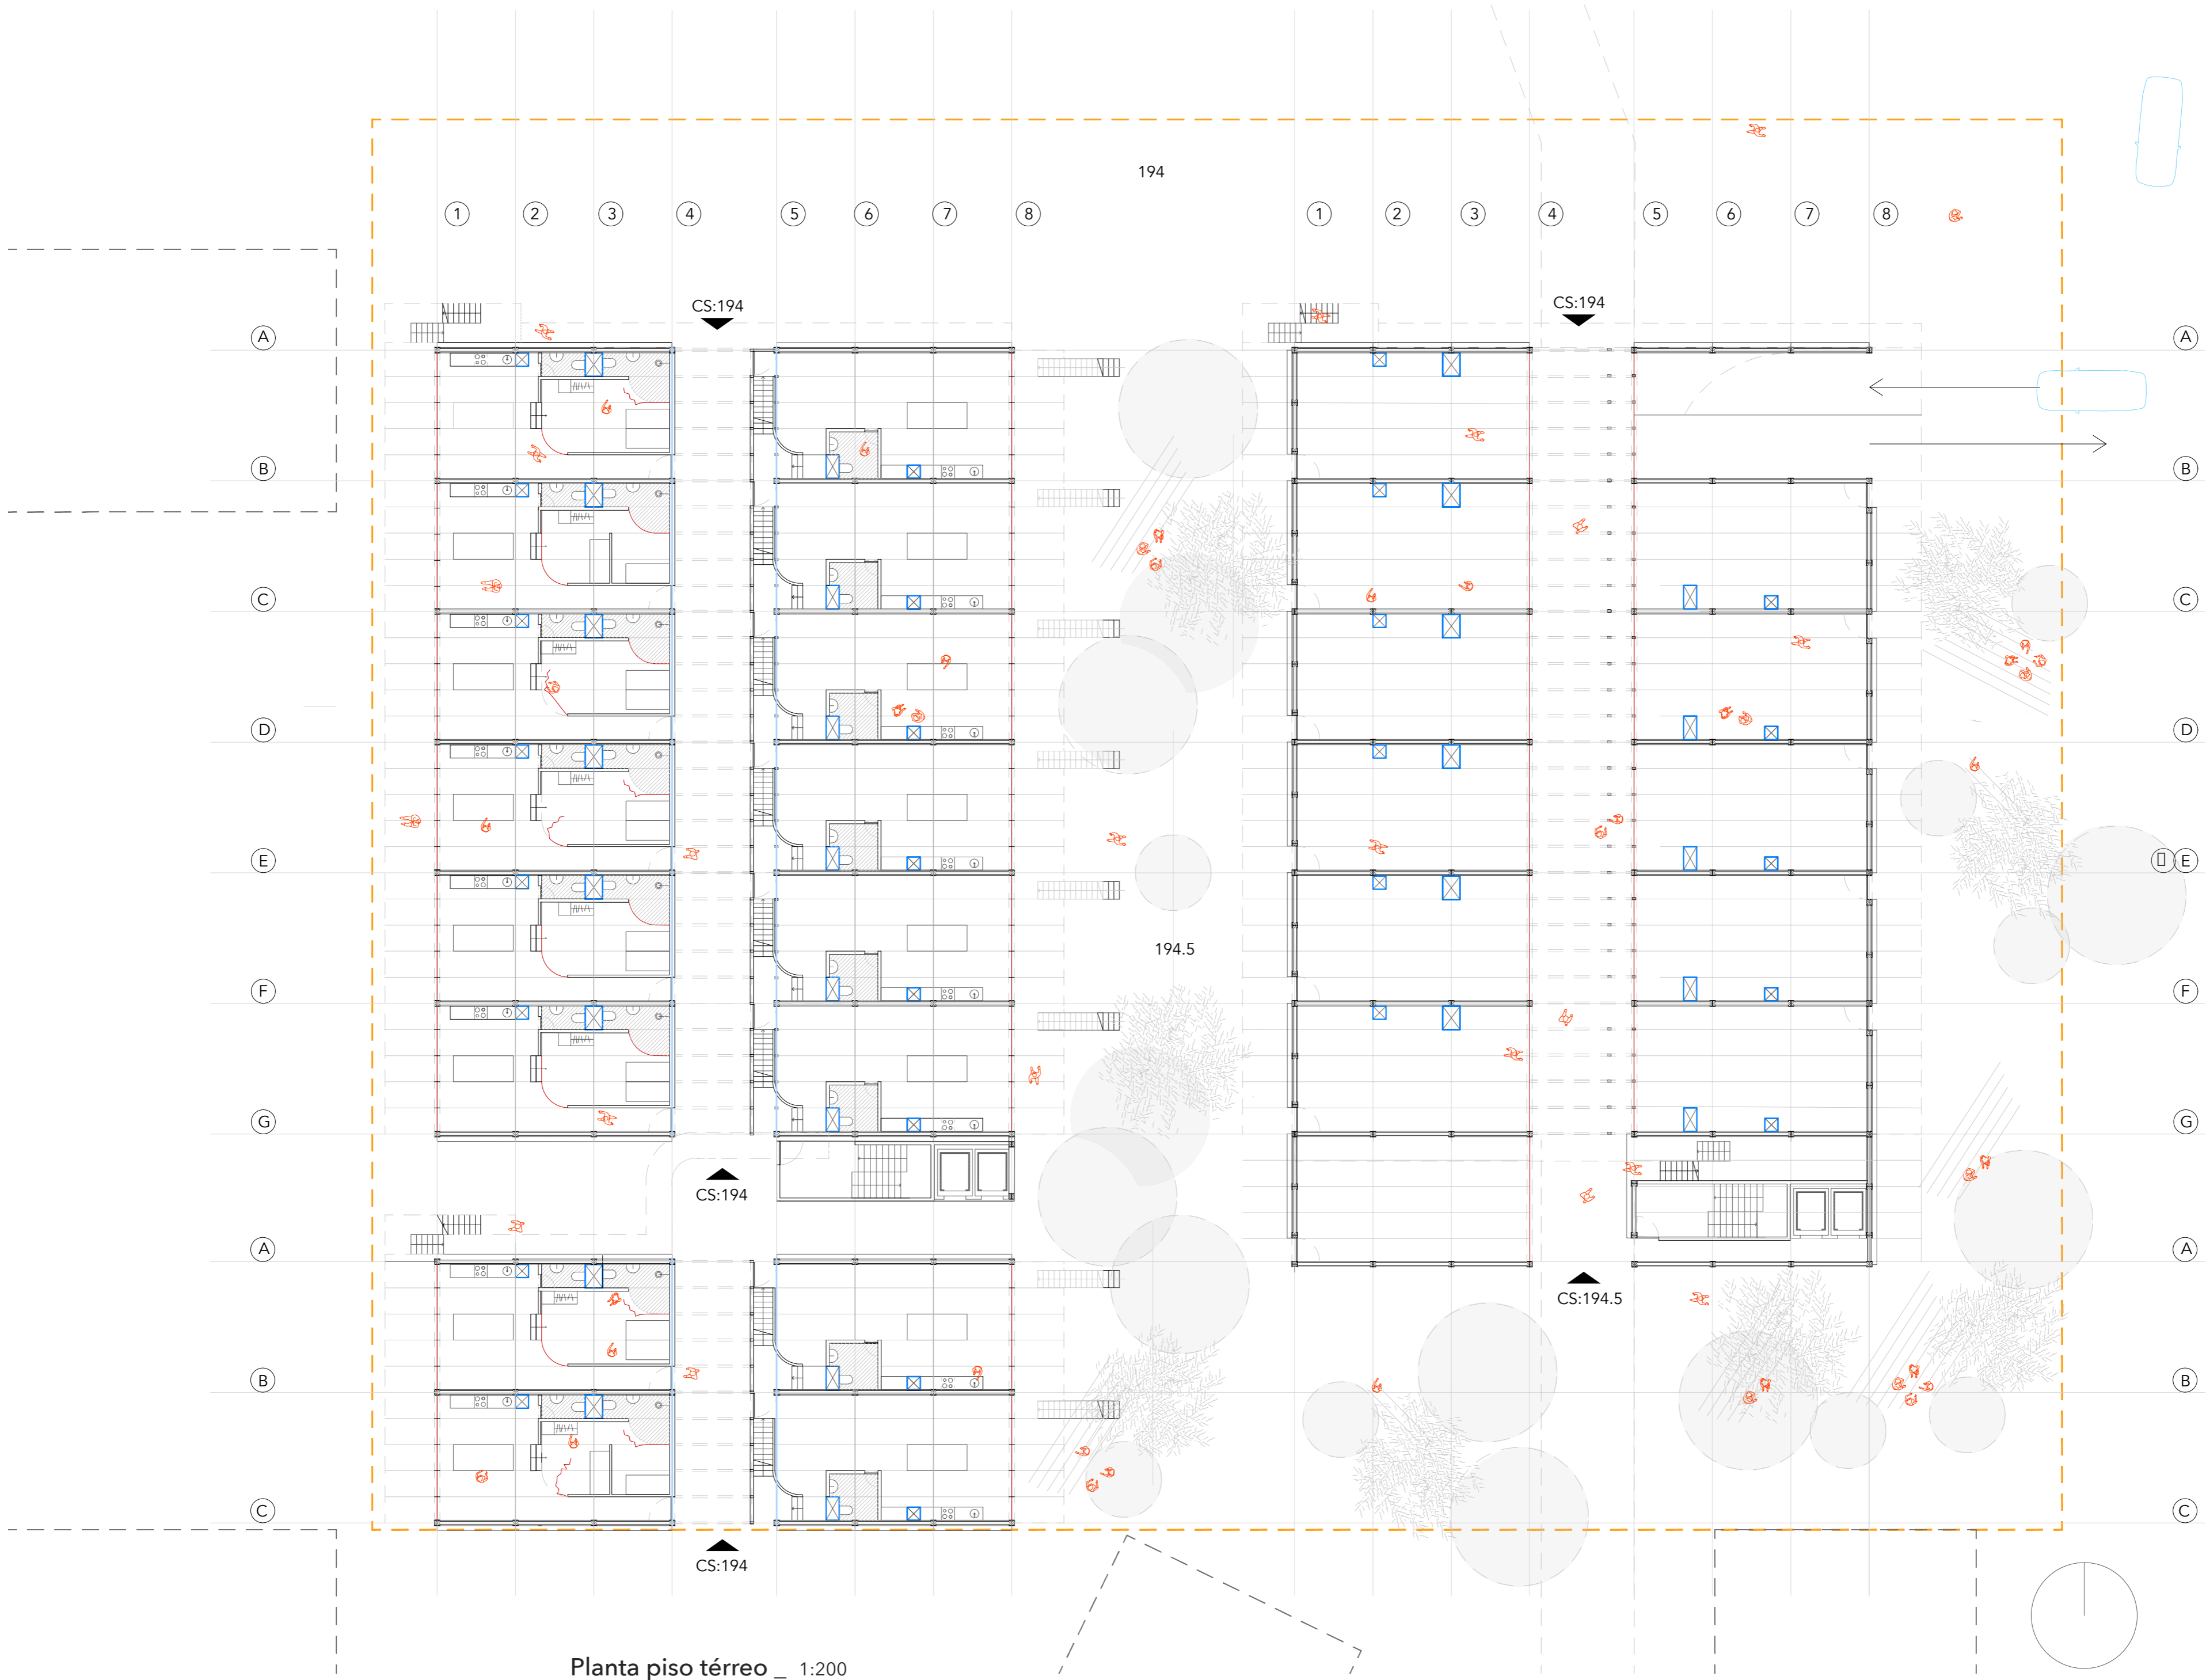 194
1 2 3 4 5 6 7 8 1 2 3 4 5 6 7 8
CS:194 CS:194
A A
B B
C C
D D
E E
194.5
F F
G G
CS:194
A A
CS:194.5
B B
C C
CS:194
Planta piso térreo _ 1:200